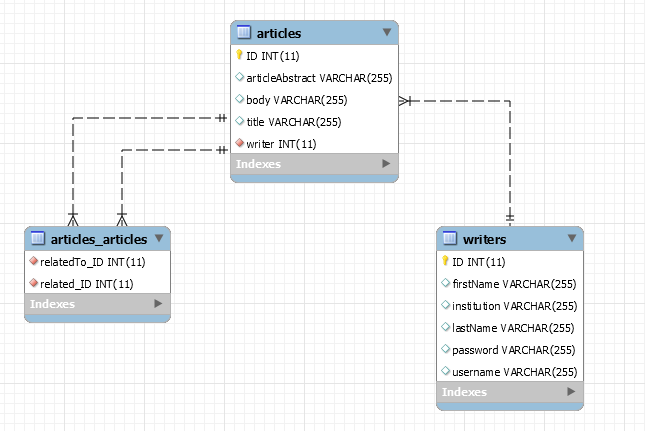 articles
ID INT(11)
articleAbstract VARCHAR(255)
body VARCHAR(255)
title VARCHAR(255)
writer INT(11)
Indexes
articles_articles
relatedTo_ID INT(11)
related_ID INT(11)
Indexes
writers
ID INT(11)
firstName VARCHAR(255)
institution VARCHAR(255)
lastName VARCHAR(255)
password VARCHAR(255)
username VARCHAR(255)
Indexes